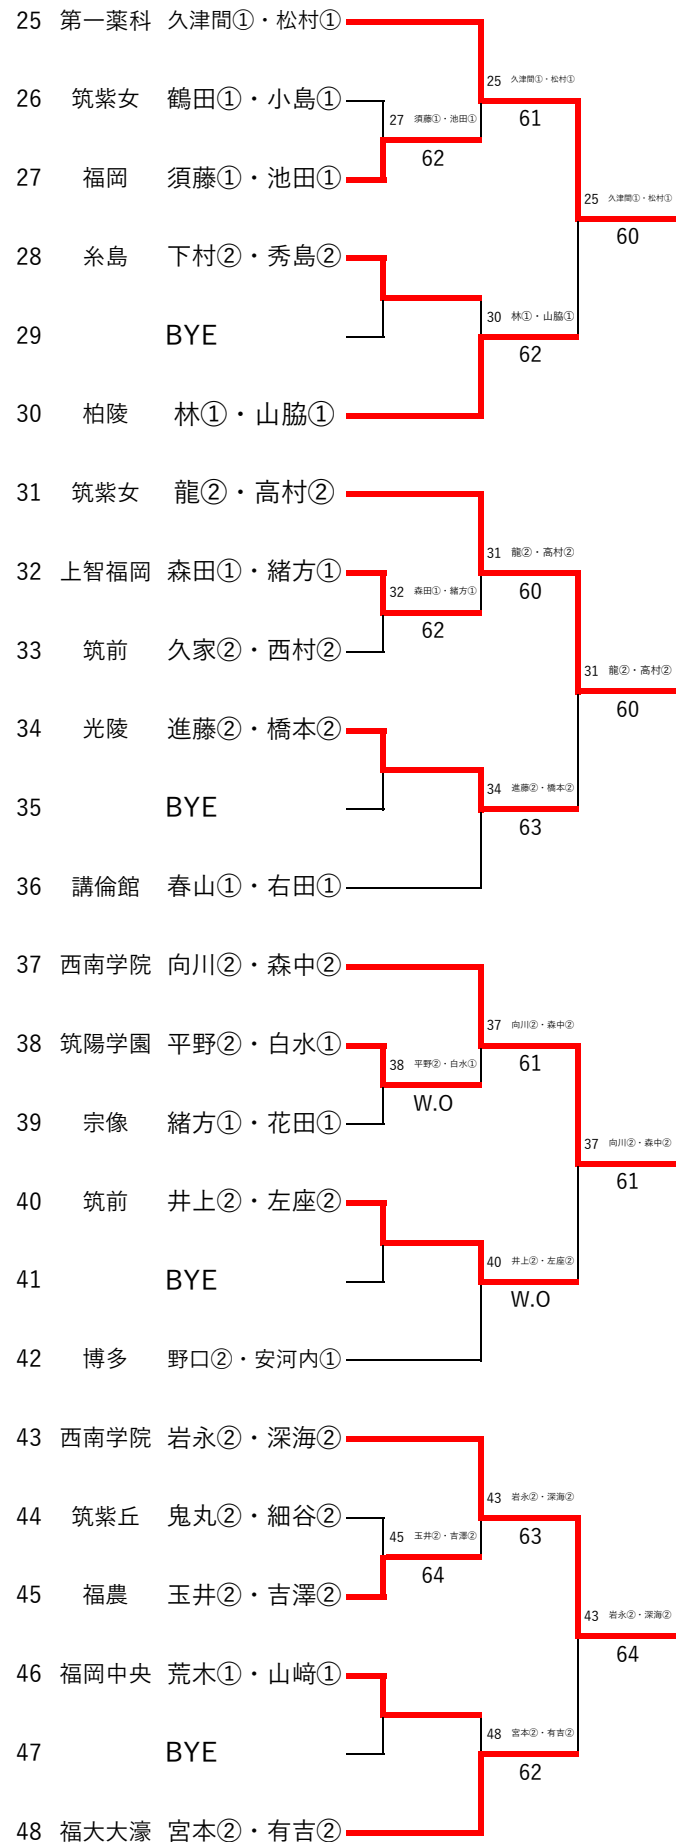 25 第一薬科 久津間①・松村①
25 久津間①・松村①
61
26 筑紫女 鶴田①・小島①
27 須藤①・池田①
62
27 福岡 須藤①・池田①
25 久津間①・松村①
60
28 糸島 下村②・秀島②
30 林①・山脇①
62
29 BYE
30 柏陵 林①・山脇①
31 筑紫女 龍②・高村②
31 龍②・高村②
60
32 上智福岡 森田①・緒方①
32 森田①・緒方①
62
33 筑前 久家②・西村②
31 龍②・高村②
60
34 光陵 進藤②・橋本②
34 進藤②・橋本②
63
35 BYE
36 講倫館 春山①・右田①
37 西南学院 向川②・森中②
37 向川②・森中②
61
38 筑陽学園 平野②・白水①
38 平野②・白水①
W.O
39 宗像 緒方①・花田①
37 向川②・森中②
61
40 筑前 井上②・左座②
40 井上②・左座②
W.O
41 BYE
42 博多 野口②・安河内①
43 西南学院 岩永②・深海②
43 岩永②・深海②
63
44 筑紫丘 鬼丸②・細谷②
45 玉井②・吉澤②
64
45 福農 玉井②・吉澤②
43 岩永②・深海②
64
46 福岡中央 荒木①・山﨑①
48 宮本②・有吉②
62
47 BYE
48 福大大濠 宮本②・有吉②